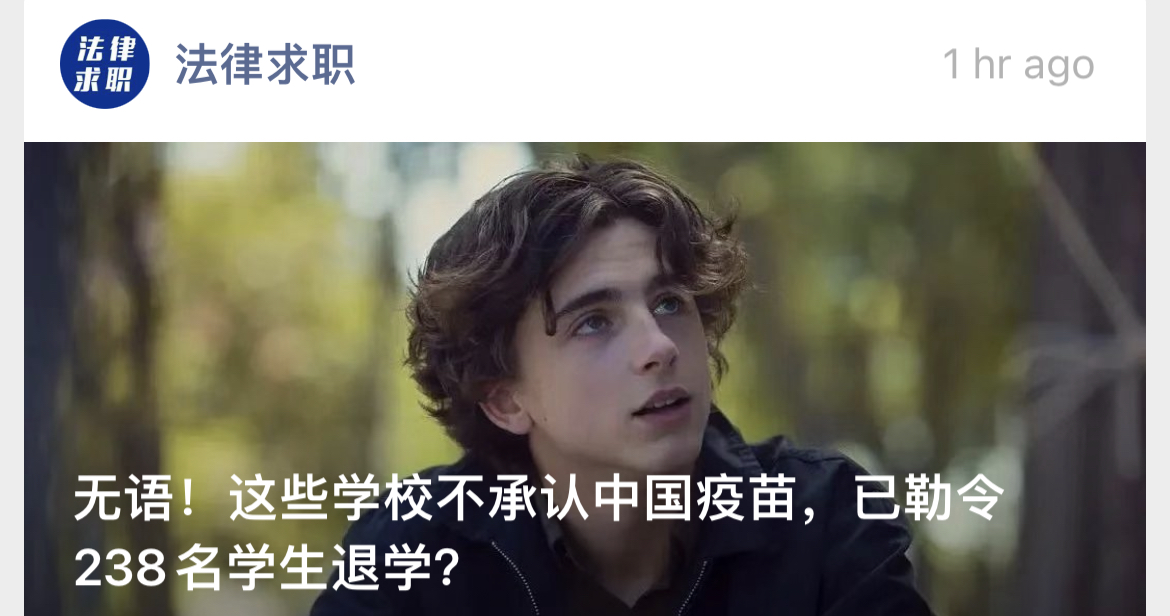 法律
求职
法律求职
1 hr ago
无语！这些学校不承认中国疫苗，已勒令
238名学生退学？